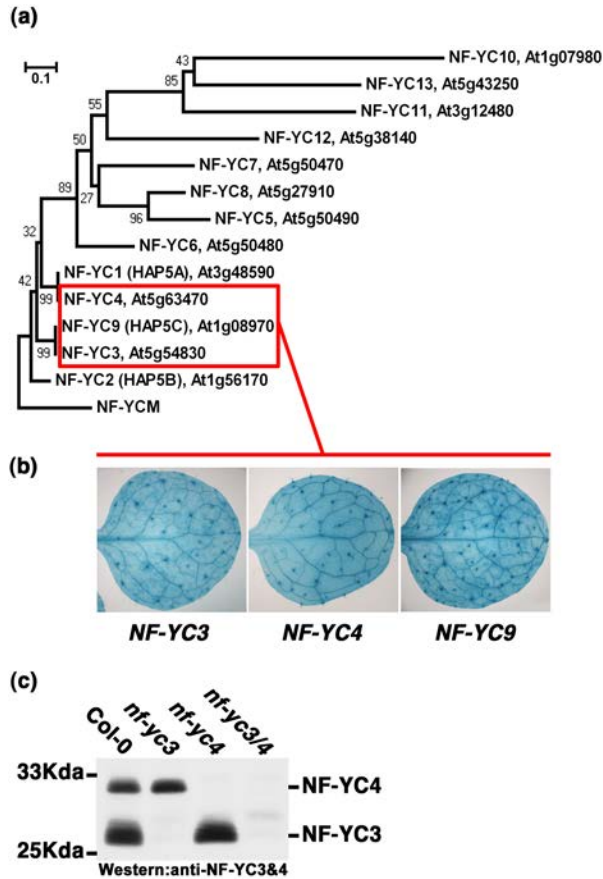 (a)
0.1
43
NF-YC10, At1g07980
85
NF-YC13, At5g43250
55
NF-YC11, At3g12480
50
NF-YC12, At5g38140
NF-YC7, At5g50470
89
27
NF-YC8, At5g27910
96
NF-YC5, At5g50490
32
NF-YC6, At5g50480
NF-YC1 (HAP5A), At3g48590
42
99
NF-YC4, At5g63470
NF-YC9 (HAP5C), At1g08970
99
NF-YC3, At5g54830
NF-YC2 (HAP5B), At1g56170
NF-YCM
(b)
NF-YC3 NF-YC4 NF-YC9
(c)
Col-0 nf-yc3 nf-yc4 nf-yc3/4
33Kda
NF-YC4
NF-YC3
25Kda
Western:anti-NF-YC3&4